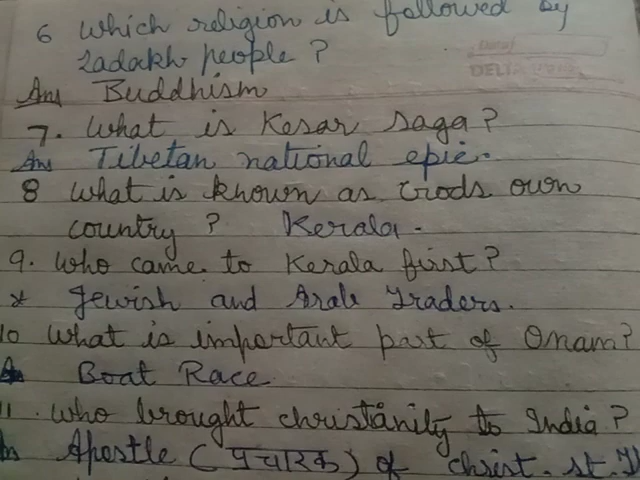 6 Which religion is followed by
Ladakh people?
Ans Buddhism
7. What is Kesar Saga?
Ans Tibetan national epic.
8 What is known as Gods own
country? Kerala.
9. Who came to Kerala first?
* Jewish and Arab Traders.
10 What is important part of Onam?
Boat Race
11. Who brought christanity to India?
Apostle (प्रचारक) of christ. st.